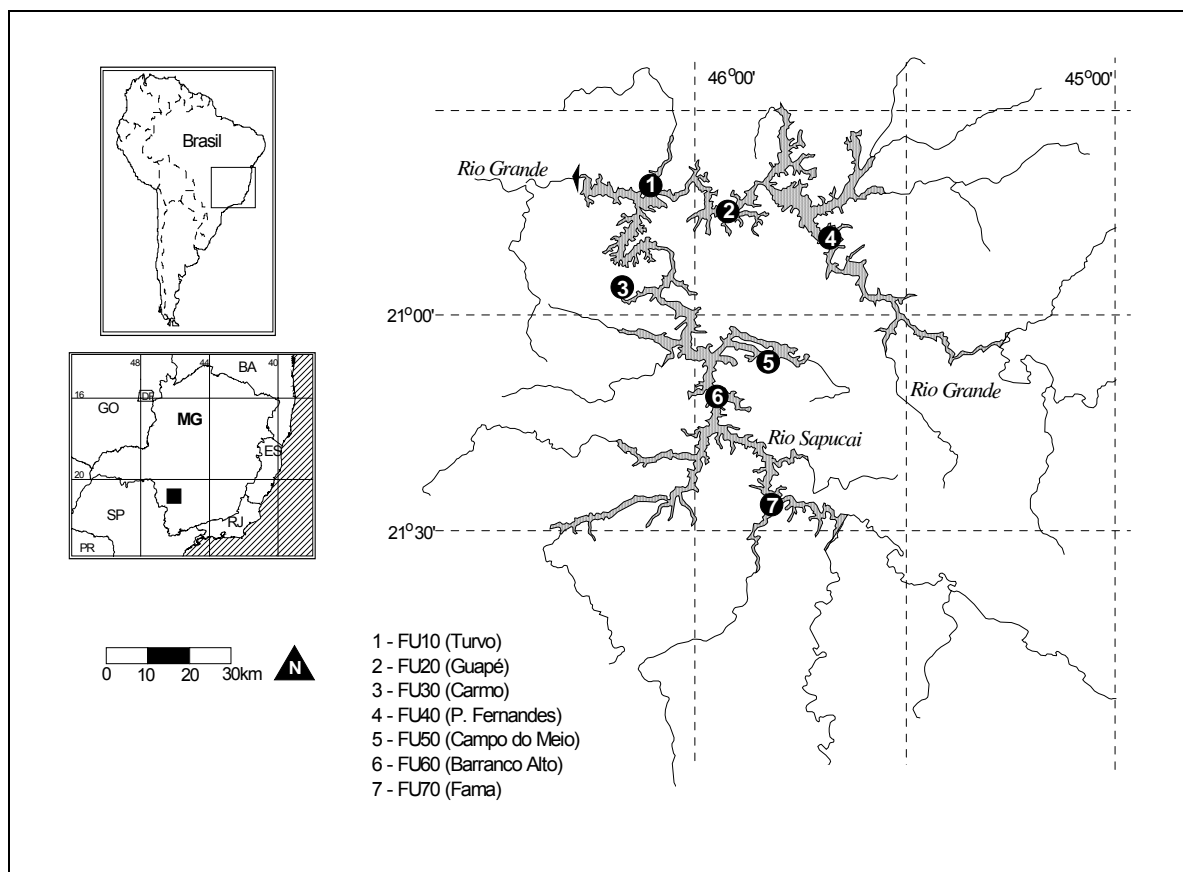 Brasil
48
44
40
BA
16
DF
GO
MG
ES
20
SP
RJ
PR
0 10 20 30km
N
46°00'
45°00'
Rio Grande
1
2
4
3
21°00'
5
Rio Grande
6
Rio Sapucai
7
21°30'
1 - FU10 (Turvo)
2 - FU20 (Guapé)
3 - FU30 (Carmo)
4 - FU40 (P. Fernandes)
5 - FU50 (Campo do Meio)
6 - FU60 (Barranco Alto)
7 - FU70 (Fama)